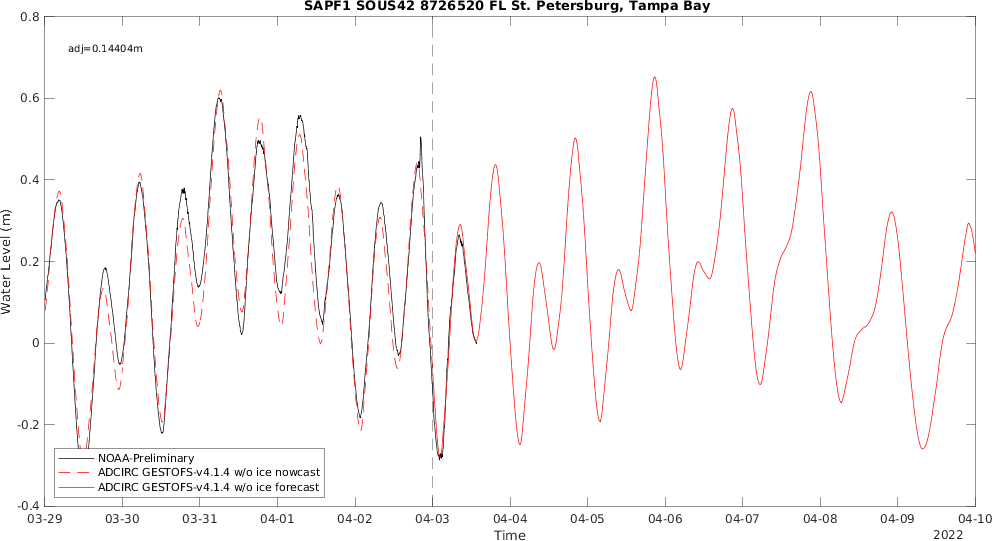 SAPF1 SOUS42 8726520 FL St. Petersburg, Tampa Bay
0.8
adj=0.14404m
0.6
0.4
0.2
0
-0.2
-0.4
Water Level (m)
NOAA-Preliminary
ADCIRC GESTOFS-v4.1.4 w/o ice nowcast
ADCIRC GESTOFS-v4.1.4 w/o ice forecast
03-29 03-30 03-31 04-01 04-02 04-03 04-04 04-05 04-06 04-07 04-08 04-09 04-10
Time
2022